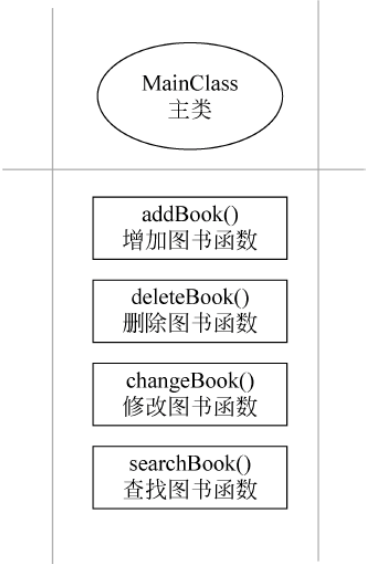 MainClass
主类
addBook()
增加图书函数
deleteBook()
删除图书函数
changeBook()
修改图书函数
searchBook()
查找图书函数